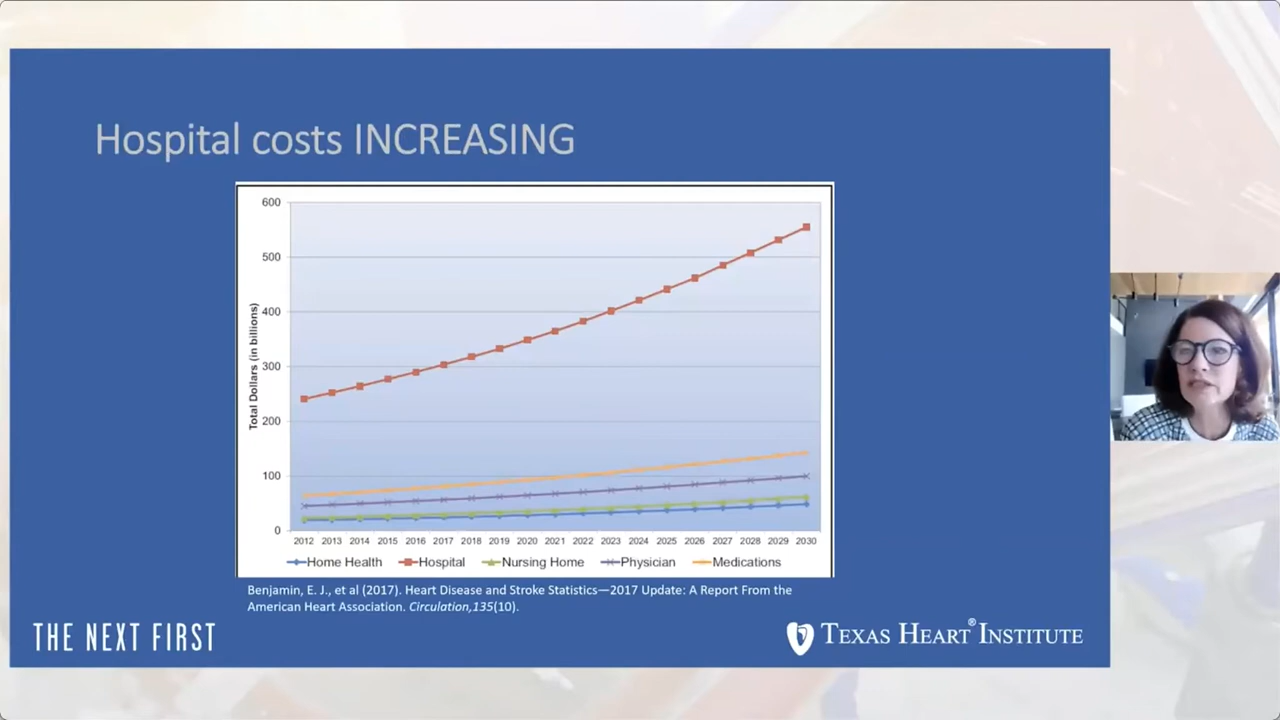 Hospital costs INCREASING
600
500
400
300
200
100
0
Total Dollars (in billions)
2012 2013 2014 2015 2016 2017 2018 2019 2020 2021 2022 2023 2024 2025 2026 2027 2028 2029 2030
Home Health Hospital Nursing Home Physician Medications
Benjamin, E. J., et al (2017). Heart Disease and Stroke Statistics—2017 Update: A Report From the
American Heart Association. Circulation,135(10).
THE NEXT FIRST
TEXAS HEART® INSTITUTE